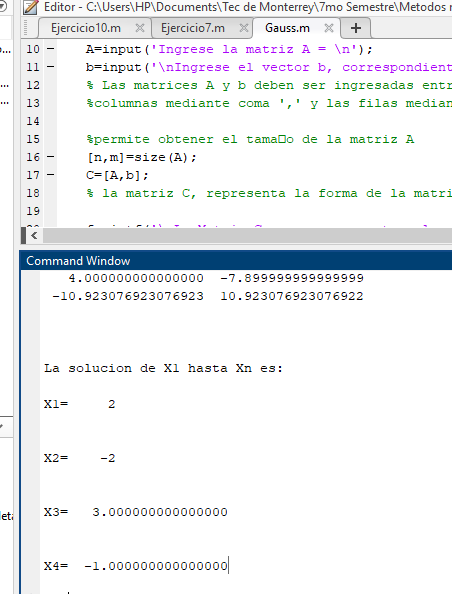 Editor - C:\Users\HP\Documents\Tec de Monterrey\7mo Semestre\Metodos
Ejercicio10.m × Ejercicio7.m × Gauss.m × +
10 - A=input('Ingrese la matriz A = \n');
11 - b=input('\nIngrese el vector b, correspondient
12 % Las matrices A y b deben ser ingresadas entr
13 %columnas mediante coma ',' y las filas median
14
15 %permite obtener el tama□o de la matriz A
16 - [n,m]=size(A);
17 - C=[A,b];
18 % la matriz C, representa la forma de la matri
19
Command Window
4.000000000000000 -7.899999999999999
-10.923076923076923 10.923076923076922
La solucion de X1 hasta Xn es:
X1= 2
X2= -2
X3= 3.000000000000000
X4= -1.000000000000000